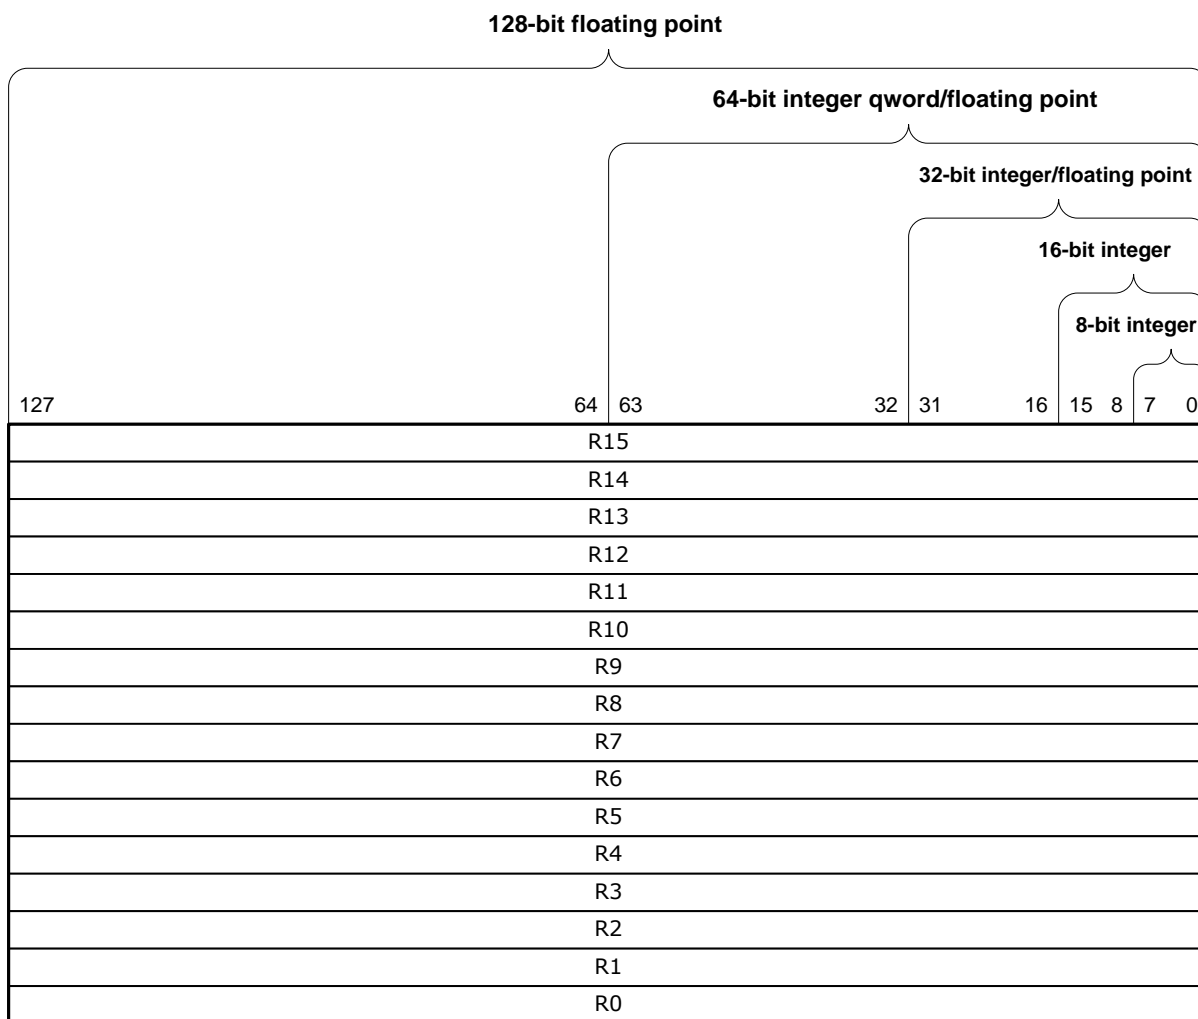 128-bit floating point
64-bit integer qword/floating point
32-bit integer/floating point
16-bit integer
8-bit integer
127 64 63 32 31 16 15 8 7 0
R15
R14
R13
R12
R11
R10
R9
R8
R7
R6
R5
R4
R3
R2
R1
R0